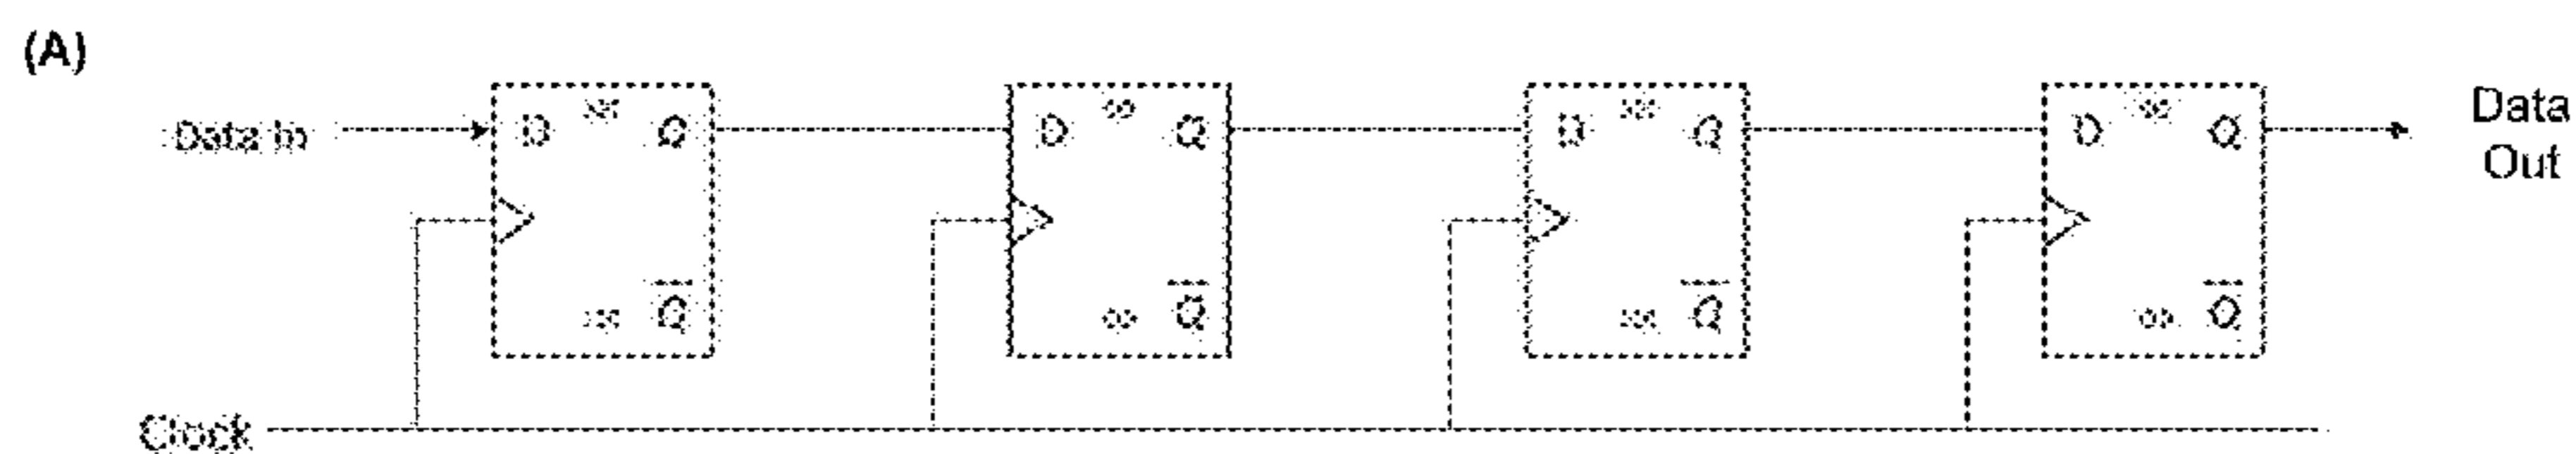 (A)
Data In
D Q
D Q
D Q
D Q
Data
Out
Q
Q
Q
Q
Clock